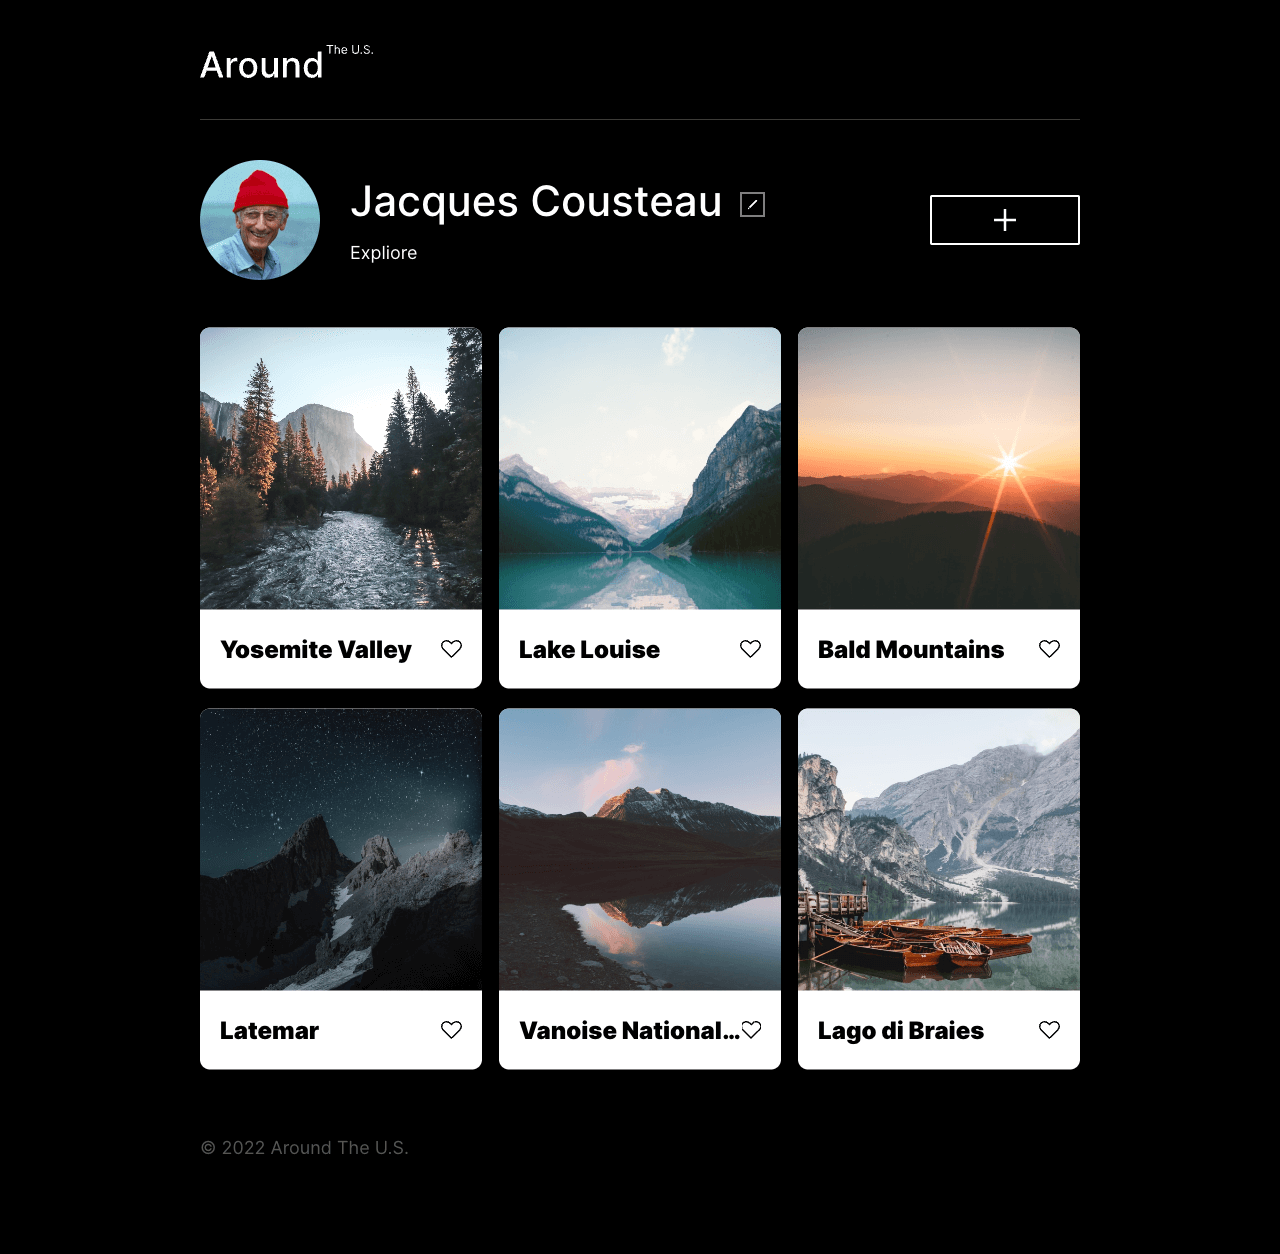 Around The U.S.
Jacques Cousteau
Expliore
Yosemite Valley
Lake Louise
Bald Mountains
Latemar
Vanoise National...
Lago di Braies
© 2022 Around The U.S.